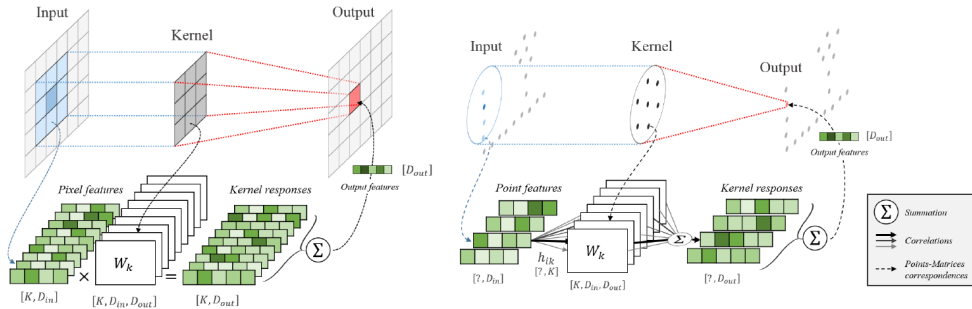 Input
Kernel
Output
[D_out]
Output features
Pixel features
Kernel responses
W_k
×
=
Σ
[K, D_in]
[K, D_in, D_out]
[K, D_out]
Input
Kernel
Output
[D_out]
Output features
Point features
Kernel responses
h_ik
[?, K]
W_k
Σ
Σ
[?, D_in]
[K, D_in, D_out]
[?, D_out]
Σ Summation
Correlations
Points-Matrices
correspondences